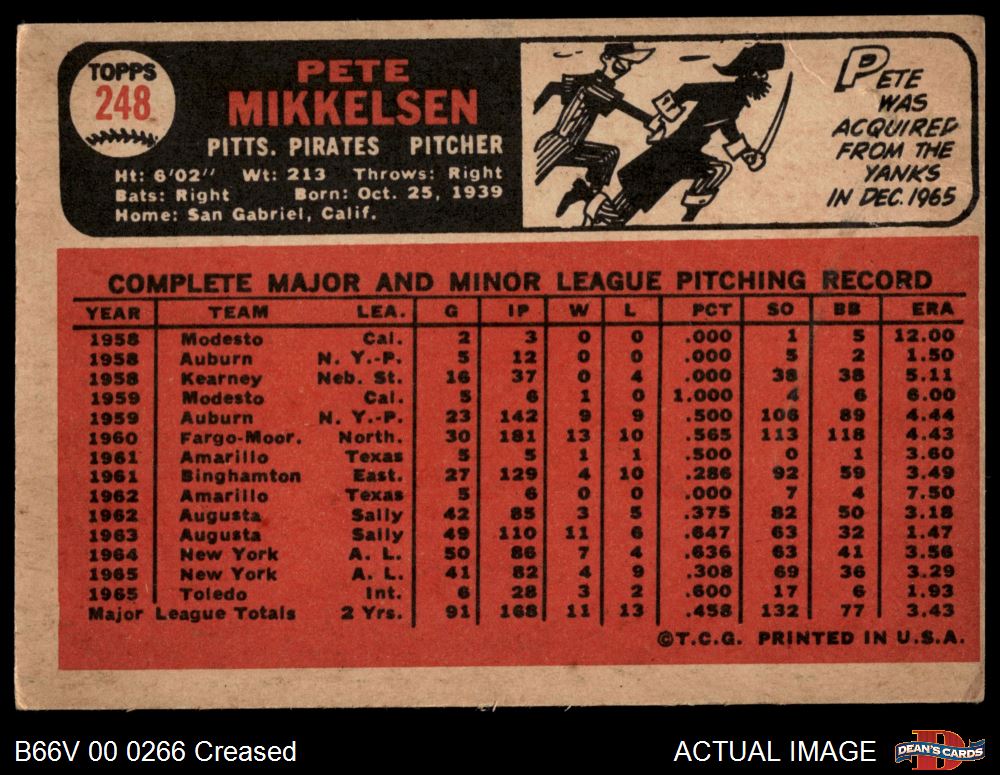 TOPPS
248
PETE
MIKKELSEN
PITTS. PIRATES PITCHER
Ht: 6'02" Wt: 213 Throws: Right
Bats: Right Born: Oct. 25, 1939
Home: San Gabriel, Calif.
PETE
WAS
ACQUIRED
FROM THE
YANKS
IN DEC. 1965
COMPLETE MAJOR AND MINOR LEAGUE PITCHING RECORD
YEAR TEAM LEA. G IP W L PCT SO BB ERA
1958 Modesto Cal. 2 3 0 0 .000 1 5 12.00
1958 Auburn N. Y.-P. 5 12 0 0 .000 5 2 1.50
1958 Kearney Neb. St. 16 37 0 4 .000 38 38 5.11
1959 Modesto Cal. 5 6 1 0 1.000 4 6 6.00
1959 Auburn N. Y.-P. 23 142 9 9 .500 106 89 4.44
1960 Fargo-Moor. North. 30 181 13 10 .565 113 118 4.43
1961 Amarillo Texas 5 5 1 1 .500 0 1 3.60
1961 Binghamton East. 27 129 4 10 .286 92 59 3.49
1962 Amarillo Texas 5 6 0 0 .000 7 4 7.50
1962 Augusta Sally 42 85 3 5 .375 82 50 3.18
1963 Augusta Sally 49 110 11 6 .647 63 32 1.47
1964 New York A. L. 50 86 7 4 .636 63 41 3.56
1965 New York A. L. 41 82 4 9 .308 69 36 3.29
1965 Toledo Int. 6 28 3 2 .600 17 6 1.93
Major League Totals 2 Yrs. 91 168 11 13 .458 132 77 3.43
©T.C.G. PRINTED IN U.S.A.
B66V 00 0266 Creased
ACTUAL IMAGE
DEAN'S CARDS